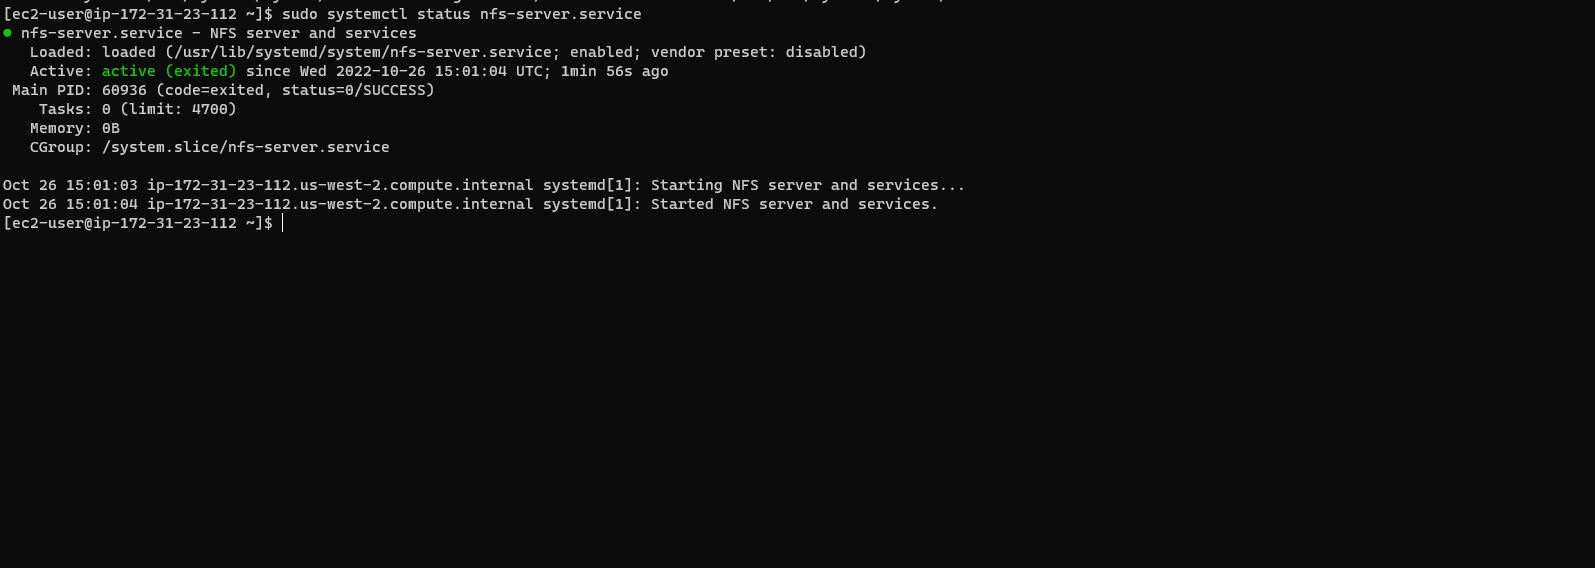 [ec2-user@ip-172-31-23-112 ~]$ sudo systemctl status nfs-server.service
● nfs-server.service - NFS server and services
   Loaded: loaded (/usr/lib/systemd/system/nfs-server.service; enabled; vendor preset: disabled)
   Active: active (exited) since Wed 2022-10-26 15:01:04 UTC; 1min 56s ago
 Main PID: 60936 (code=exited, status=0/SUCCESS)
    Tasks: 0 (limit: 4700)
   Memory: 0B
   CGroup: /system.slice/nfs-server.service

Oct 26 15:01:03 ip-172-31-23-112.us-west-2.compute.internal systemd[1]: Starting NFS server and services...
Oct 26 15:01:04 ip-172-31-23-112.us-west-2.compute.internal systemd[1]: Started NFS server and services.
[ec2-user@ip-172-31-23-112 ~]$